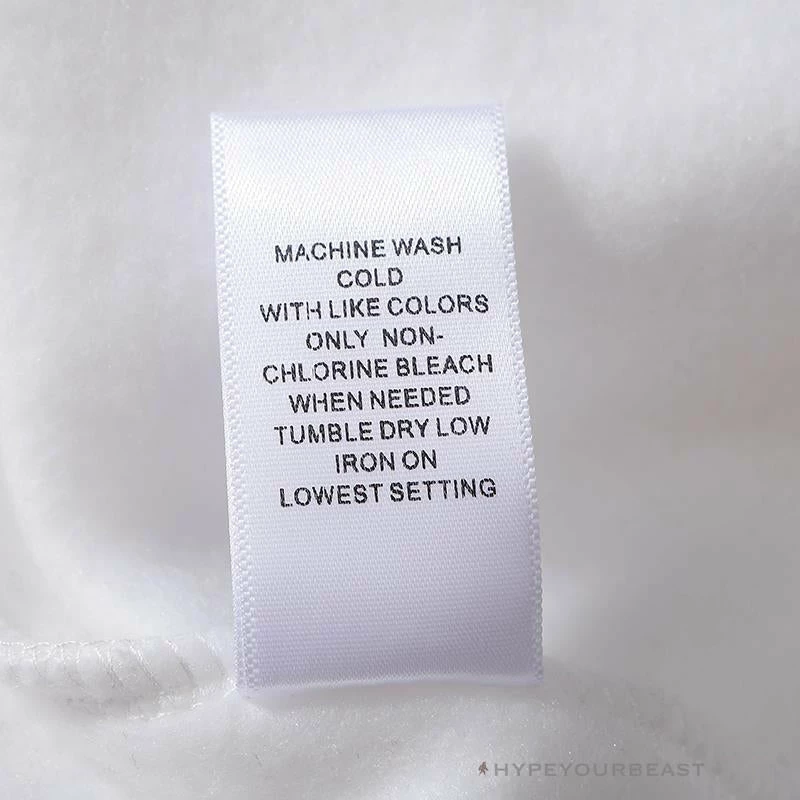 MACHINE WASH
COLD
WITH LIKE COLORS
ONLY NON-
CHLORINE BLEACH
WHEN NEEDED
TUMBLE DRY LOW
IRON ON
LOWEST SETTING
HYPEYOURBEAST